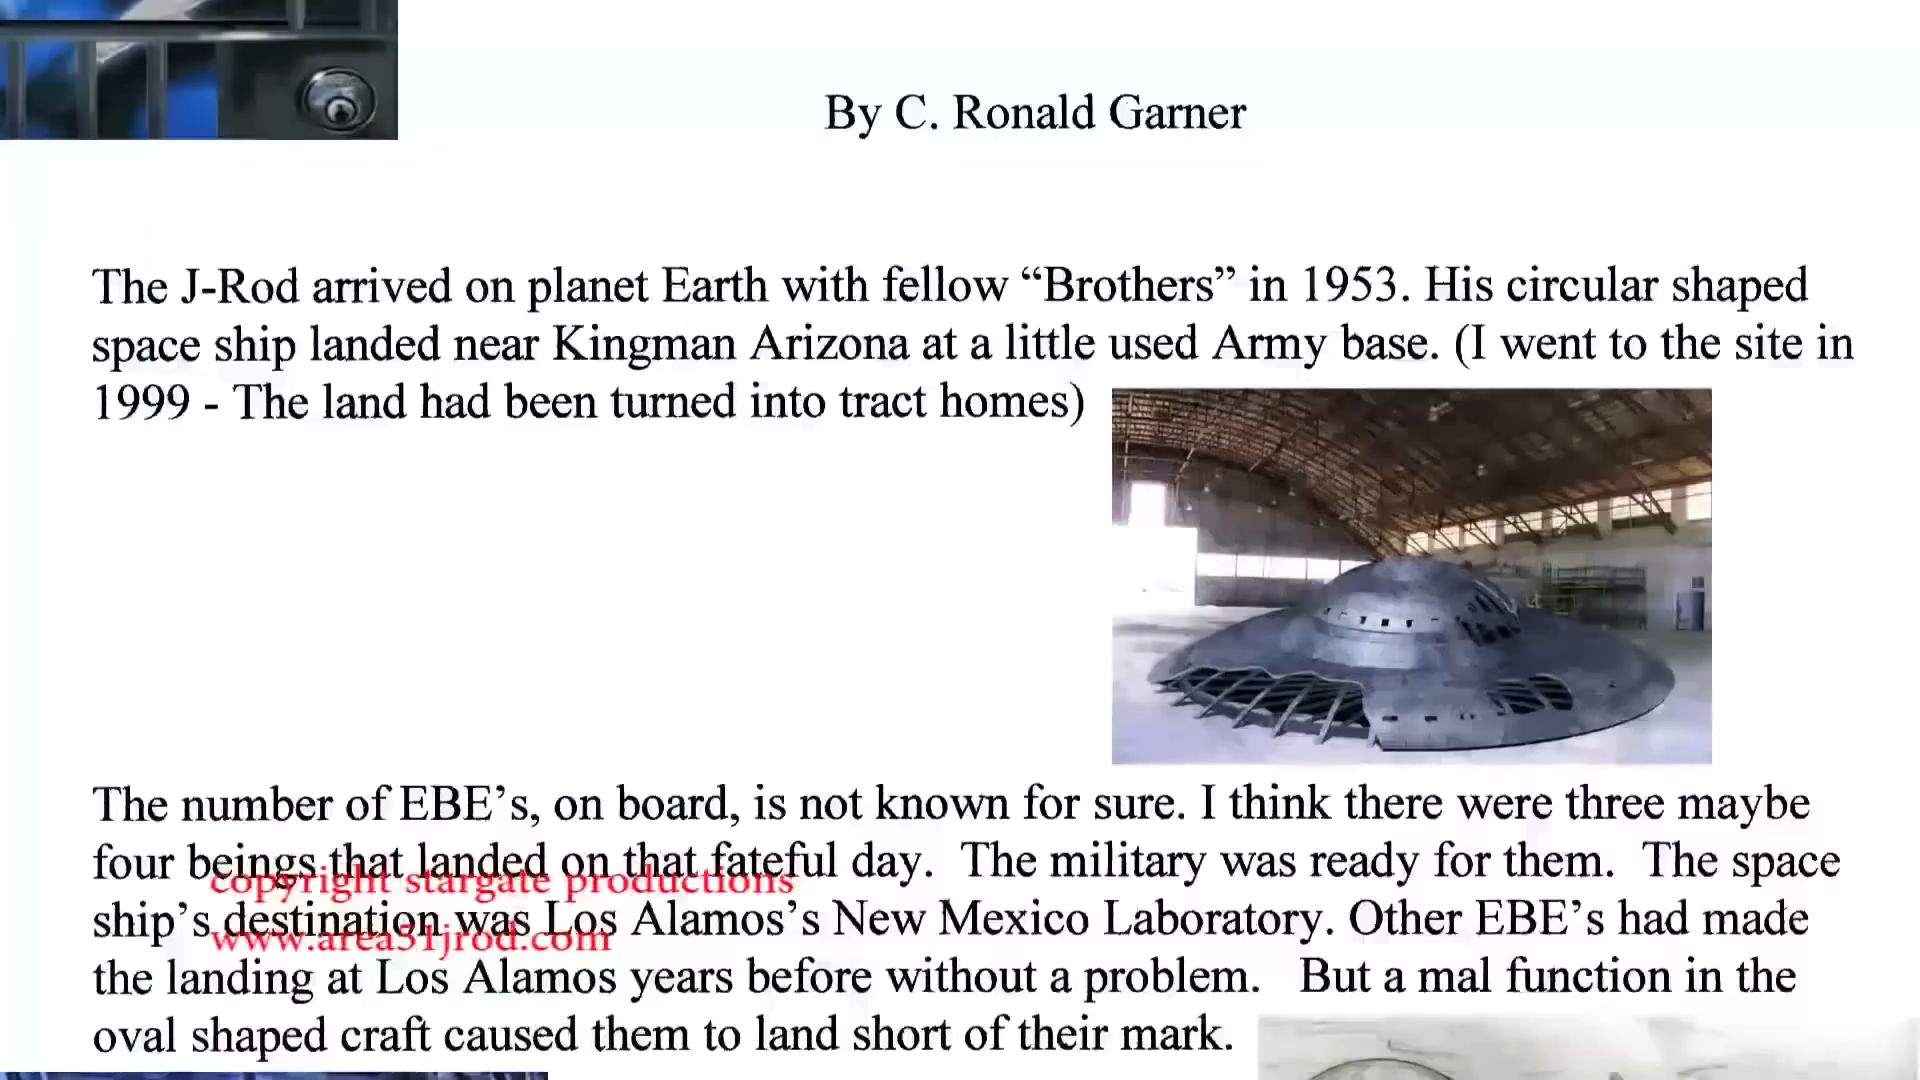 By C. Ronald Garner
The J-Rod arrived on planet Earth with fellow “Brothers” in 1953. His circular shaped
space ship landed near Kingman Arizona at a little used Army base. (I went to the site in
1999 - The land had been turned into tract homes)
The number of EBE’s, on board, is not known for sure. I think there were three maybe
four beings that landed on that fateful day.  The military was ready for them.  The space
copyright stargate productions
ship’s destination was Los Alamos’s New Mexico Laboratory. Other EBE’s had made
www.area51jrod.com
the landing at Los Alamos years before without a problem.   But a mal function in the
oval shaped craft caused them to land short of their mark.